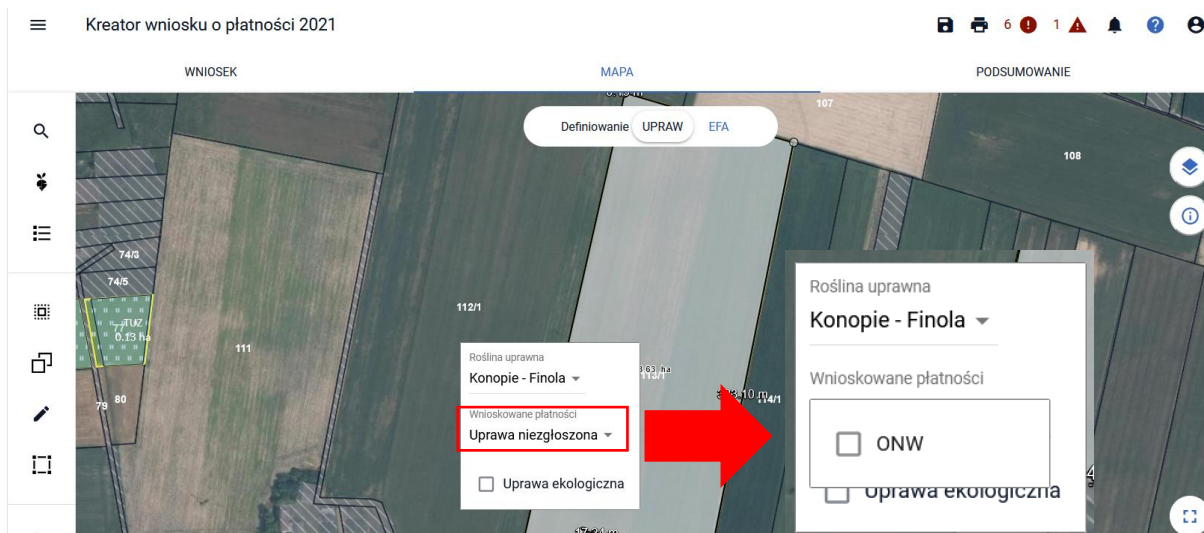 Kreator wniosku o płatności 2021
6
1
WNIOSEK
MAPA
PODSUMOWANIE
Definiowanie UPRAW EFA
107
108
74/3
74/5
TUZ
0.13 ha
111
112/1
79
80
114/1
Roślina uprawna
Konopie - Finola
Wnioskowane płatności
Uprawa niezgłoszona
Uprawa ekologiczna
Roślina uprawna
Konopie - Finola
Wnioskowane płatności
ONW
Uprawa ekologiczna